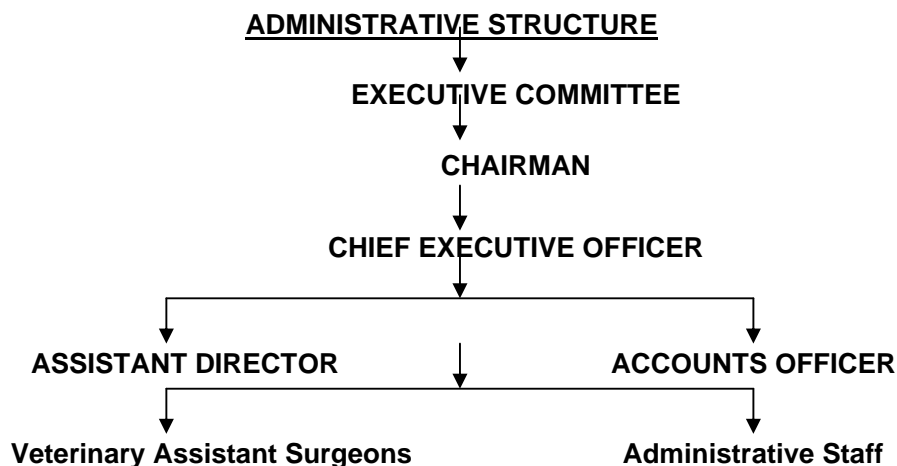 ADMINISTRATIVE STRUCTURE
EXECUTIVE COMMITTEE
CHAIRMAN
CHIEF EXECUTIVE OFFICER
ASSISTANT DIRECTOR ACCOUNTS OFFICER
Veterinary Assistant Surgeons Administrative Staff